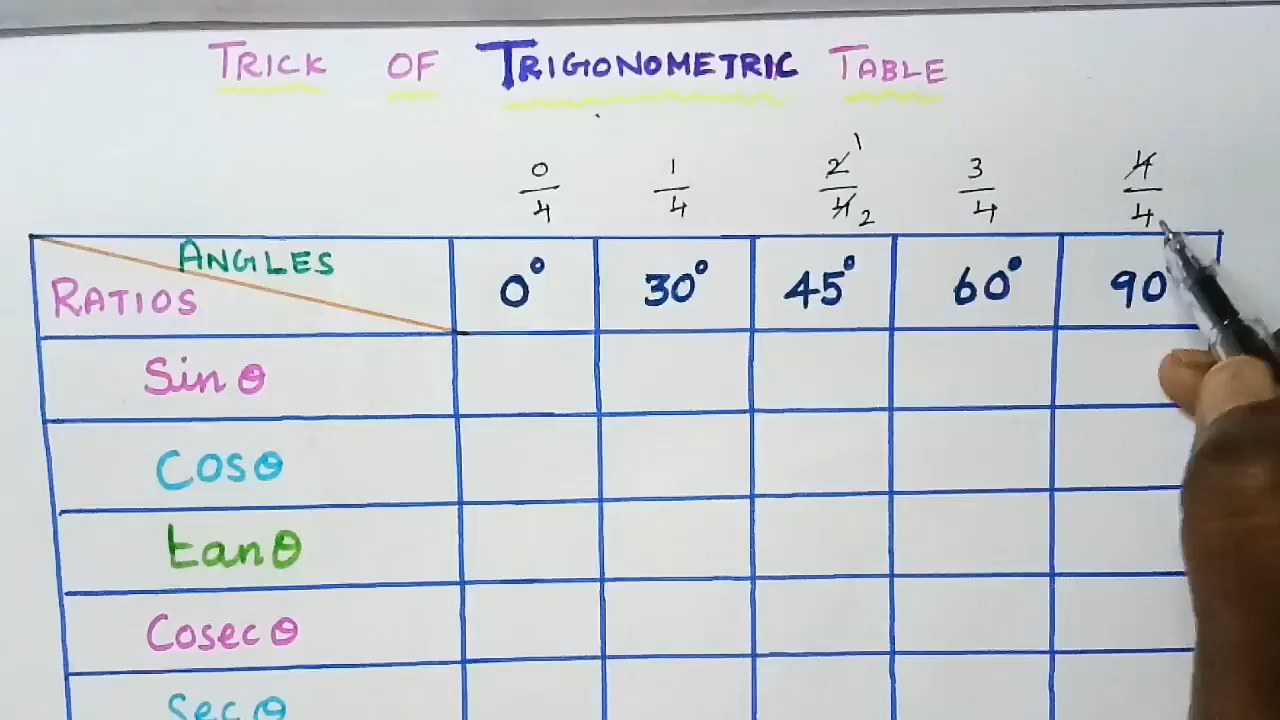 TRICK OF TRIGONOMETRIC TABLE
0/4 1/4 2/4 1/2 3/4 4/4
ANGLES
RATIOS
0° 30° 45° 60° 90
Sin θ
Cos θ
tan θ
Cosec θ
Sec θ